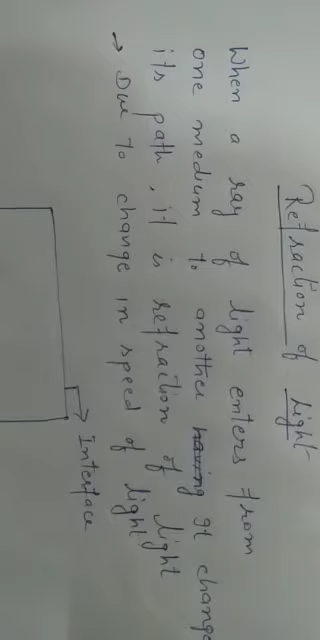 Refraction of light
When a ray of light enters from
one medium to another having It change
its path, it is refraction of light
→ Due to change in speed of light
Interface